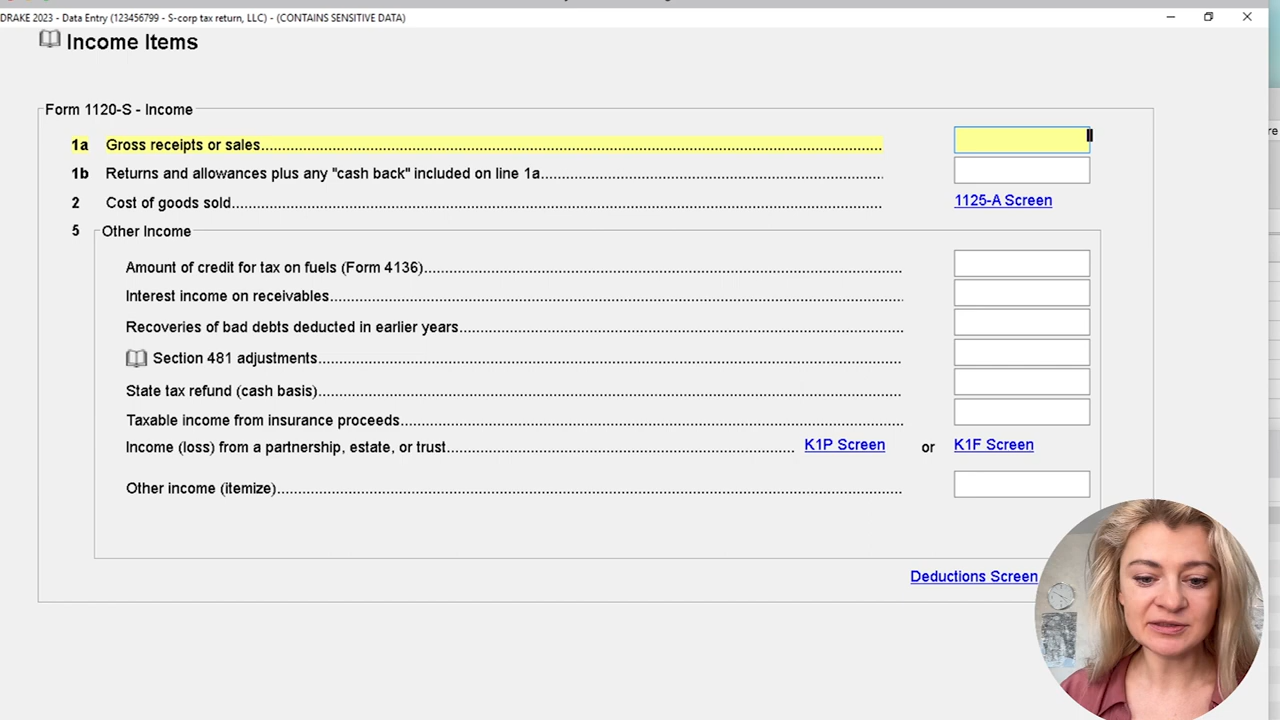 DRAKE 2023 - Data Entry (123456799 - S-corp tax return, LLC) - (CONTAINS SENSITIVE DATA)
Income Items
Form 1120-S - Income
1a Gross receipts or sales
1b Returns and allowances plus any "cash back" included on line 1a
2 Cost of goods sold 1125-A Screen
5 Other Income
Amount of credit for tax on fuels (Form 4136)
Interest income on receivables
Recoveries of bad debts deducted in earlier years
Section 481 adjustments
State tax refund (cash basis)
Taxable income from insurance proceeds
Income (loss) from a partnership, estate, or trust K1P Screen or K1F Screen
Other income (itemize)
Deductions Screen